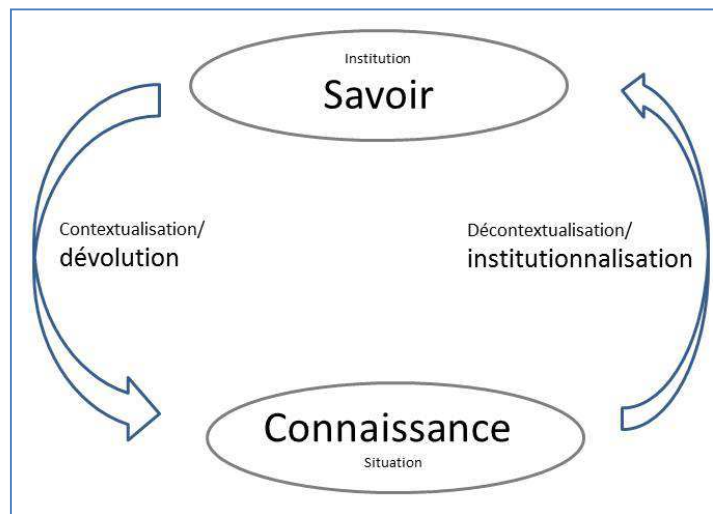 Institution
Savoir
Contextualisation/
dévolution
Décontextualisation/
institutionnalisation
Connaissance
Situation